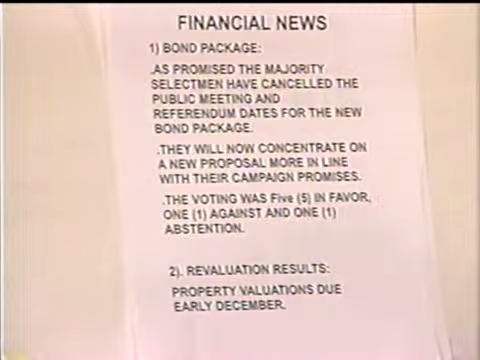 FINANCIAL NEWS
1) BOND PACKAGE:
.AS PROMISED THE MAJORITY
SELECTMEN HAVE CANCELLED THE
PUBLIC MEETING AND
REFERENDUM DATES FOR THE NEW
BOND PACKAGE.
.THEY WILL NOW CONCENTRATE ON
A NEW PROPOSAL MORE IN LINE
WITH THEIR CAMPAIGN PROMISES.
.THE VOTING WAS Five (5) IN FAVOR,
ONE (1) AGAINST AND ONE (1)
ABSTENTION.
2). REVALUATION RESULTS:
PROPERTY VALUATIONS DUE
EARLY DECEMBER.